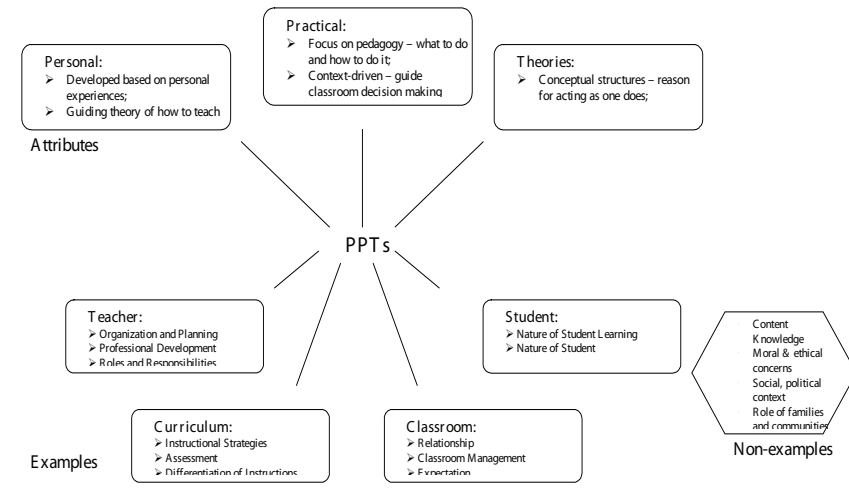 Personal:
➢ Developed based on personal
experiences;
➢ Guiding theory of how to teach
Practical:
➢ Focus on pedagogy – what to do
and how to do it;
➢ Context-driven – guide
classroom decision making
Theories:
➢ Conceptual structures – reason
for acting as one does;
Attributes
PPTs
Teacher:
➢ Organization and Planning
➢ Professional Development
➢ Roles and Responsibilities
Student:
➢ Nature of Student Learning
➢ Nature of Student
Content
Knowledge
Moral & ethical
concerns
Social, political
context
Role of families
and communities
Non-examples
Curriculum:
➢ Instructional Strategies
➢ Assessment
➢ Differentiation of Instructions
Classroom:
➢ Relationship
➢ Classroom Management
➢ Expectation
Examples